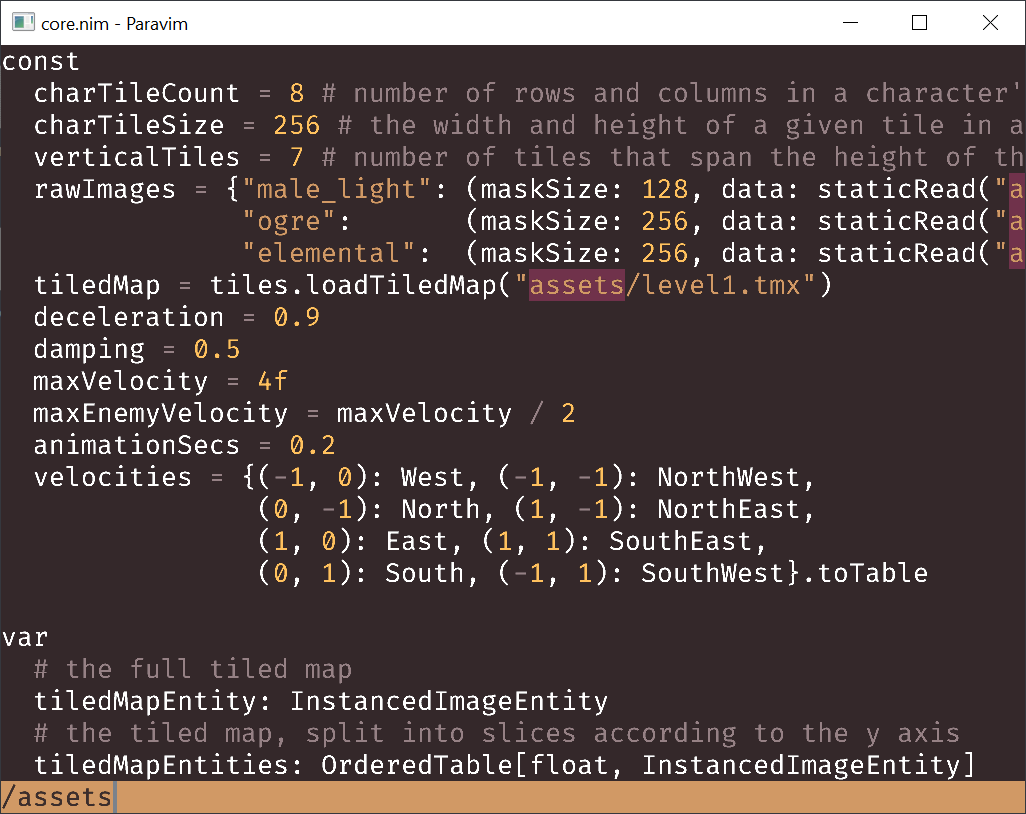 core.nim - Paravim
const
  charTileCount = 8 # number of rows and columns in a character'
  charTileSize = 256 # the width and height of a given tile in a
  verticalTiles = 7 # number of tiles that span the height of th
  rawImages = {"male_light": (maskSize: 128, data: staticRead("a
               "ogre":       (maskSize: 256, data: staticRead("a
               "elemental":  (maskSize: 256, data: staticRead("a
  tiledMap = tiles.loadTiledMap("assets/level1.tmx")
  deceleration = 0.9
  damping = 0.5
  maxVelocity = 4f
  maxEnemyVelocity = maxVelocity / 2
  animationSecs = 0.2
  velocities = {(-1, 0): West, (-1, -1): NorthWest,
                (0, -1): North, (1, -1): NorthEast,
                (1, 0): East, (1, 1): SouthEast,
                (0, 1): South, (-1, 1): SouthWest}.toTable
var
  # the full tiled map
  tiledMapEntity: InstancedImageEntity
  # the tiled map, split into slices according to the y axis
  tiledMapEntities: OrderedTable[float, InstancedImageEntity]
/assets